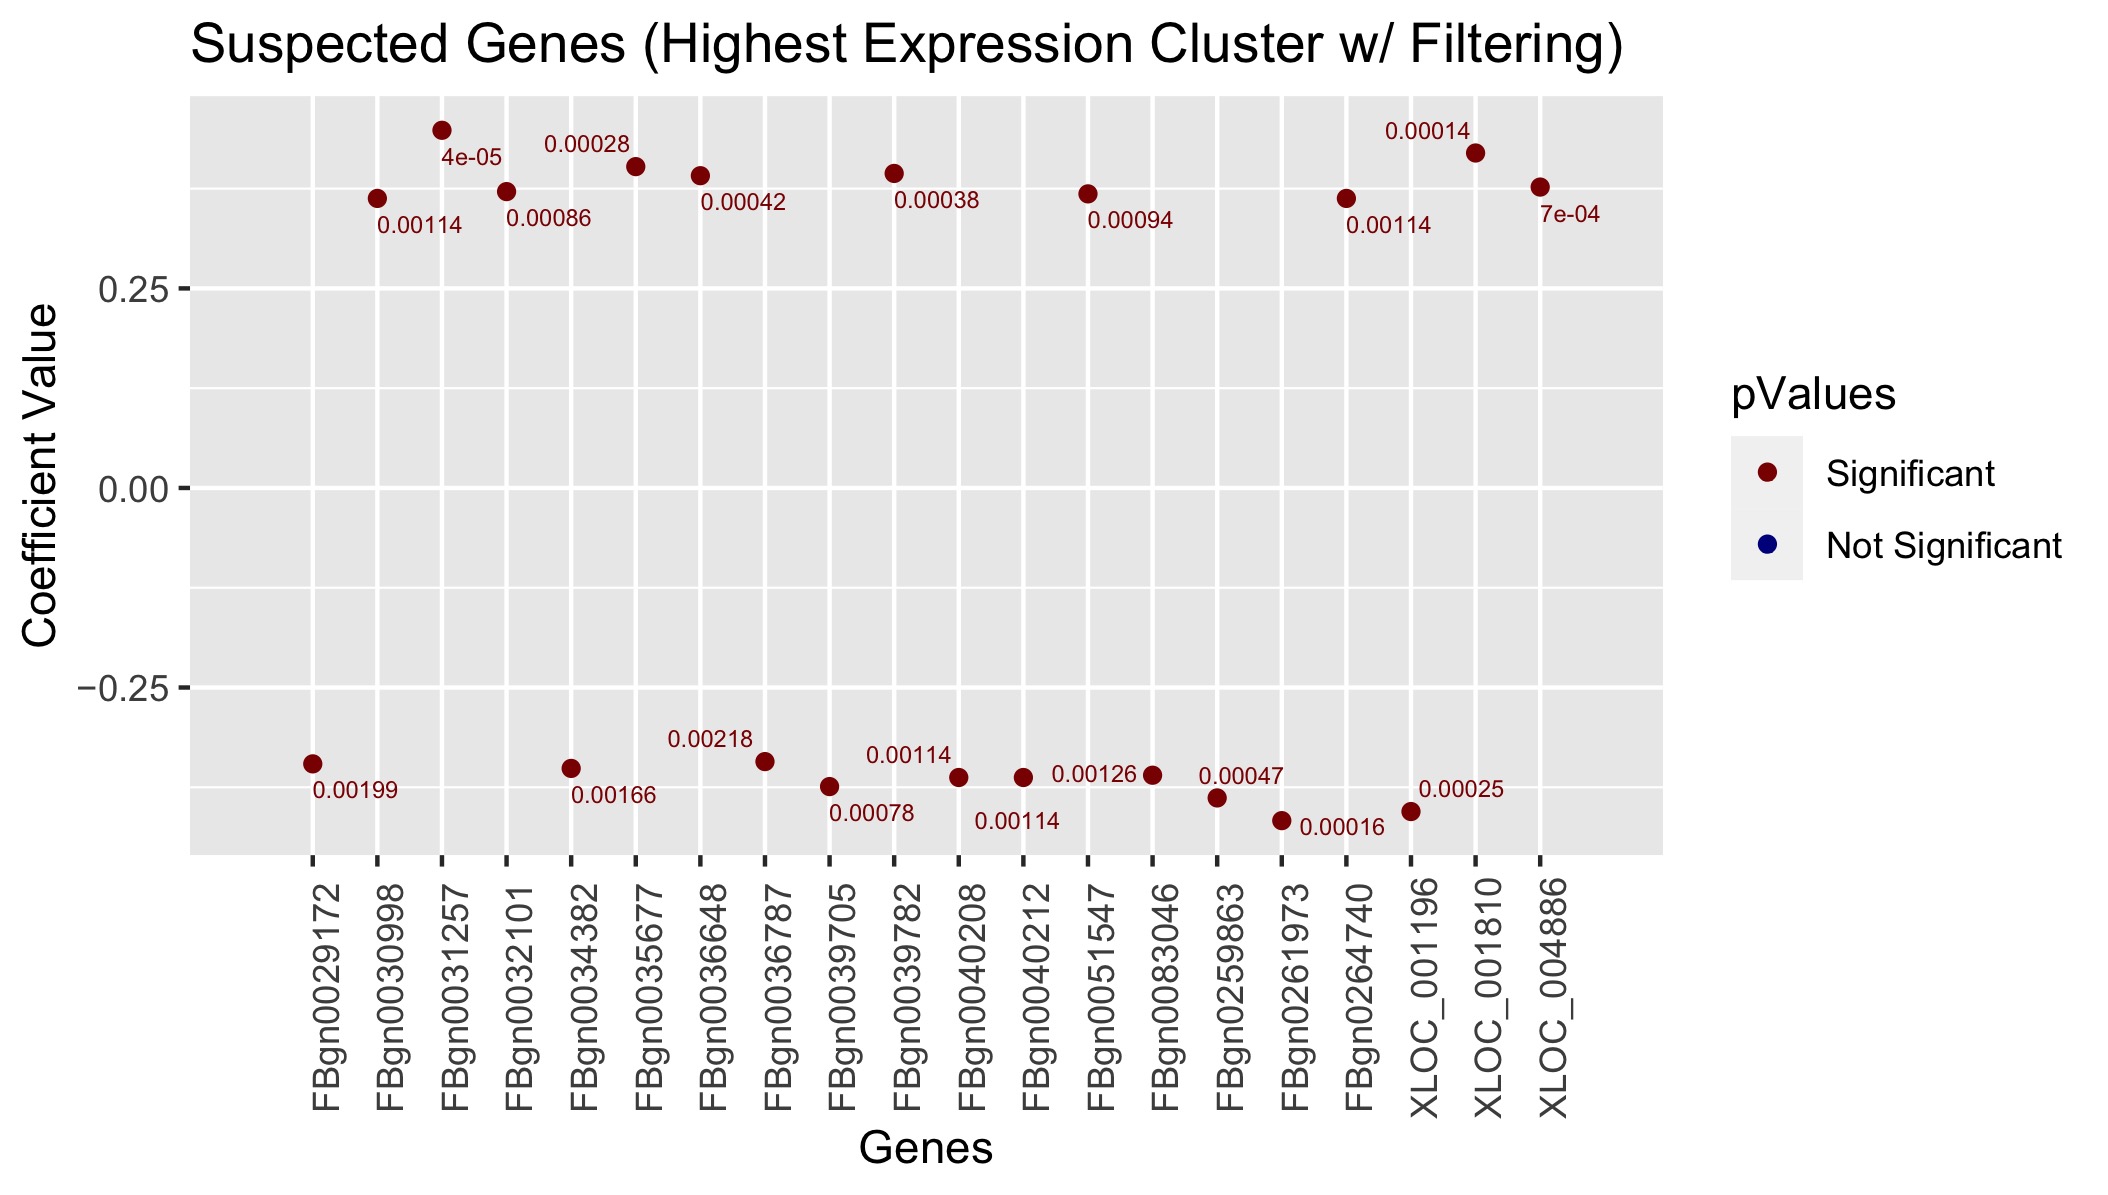 Suspected Genes (Highest Expression Cluster w/ Filtering)
Coefficient Value
0.25
0.00
−0.25
0.00199
0.00114
4e-05
0.00086
0.00166
0.00028
0.00042
0.00218
0.00078
0.00038
0.00114
0.00114
0.00094
0.00126
0.00047
0.00016
0.00114
0.00025
0.00014
7e-04
FBgn00291172
FBgn0030998
FBgn0031257
FBgn0032101
FBgn0034382
FBgn0035677
FBgn0036648
FBgn0036787
FBgn0039705
FBgn0039782
FBgn0040208
FBgn0040212
FBgn0051547
FBgn0083046
FBgn0259863
FBgn0261973
FBgn0264740
XLOC_001196
XLOC_001810
XLOC_004886
Genes
pValues
Significant
Not Significant